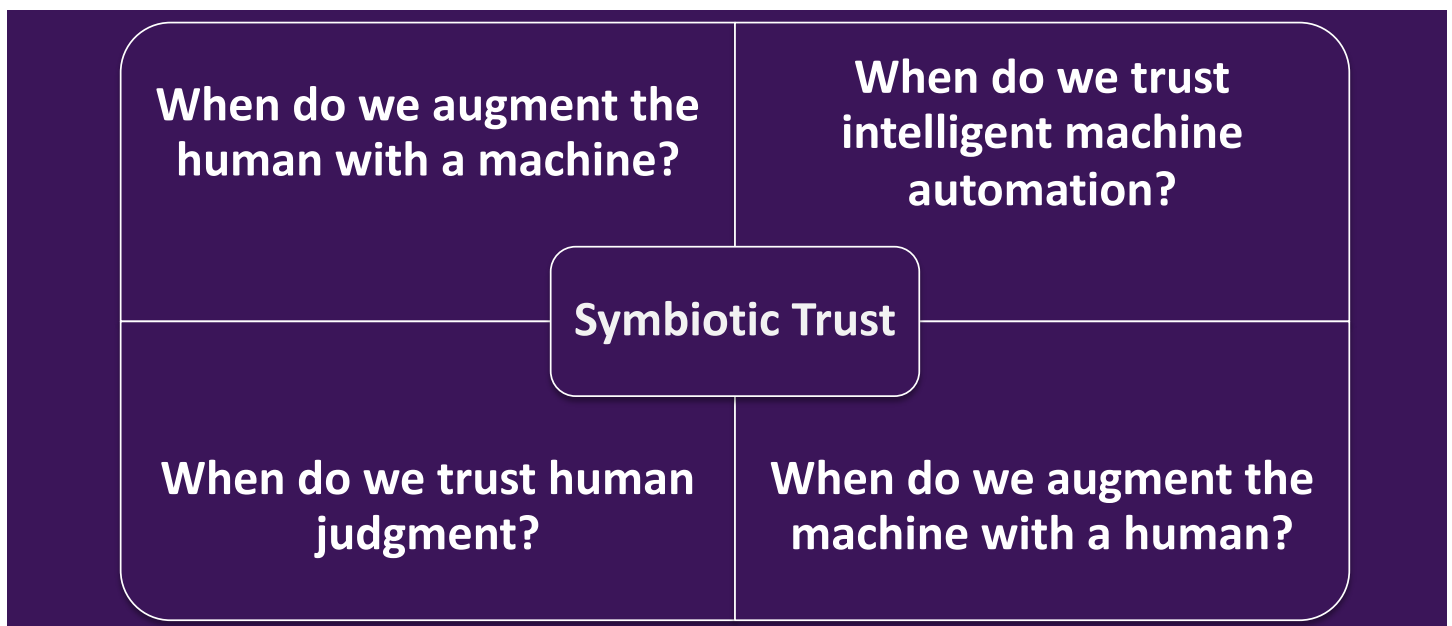 When do we augment the
human with a machine?
When do we trust
intelligent machine
automation?
Symbiotic Trust
When do we trust human
judgment?
When do we augment the
machine with a human?